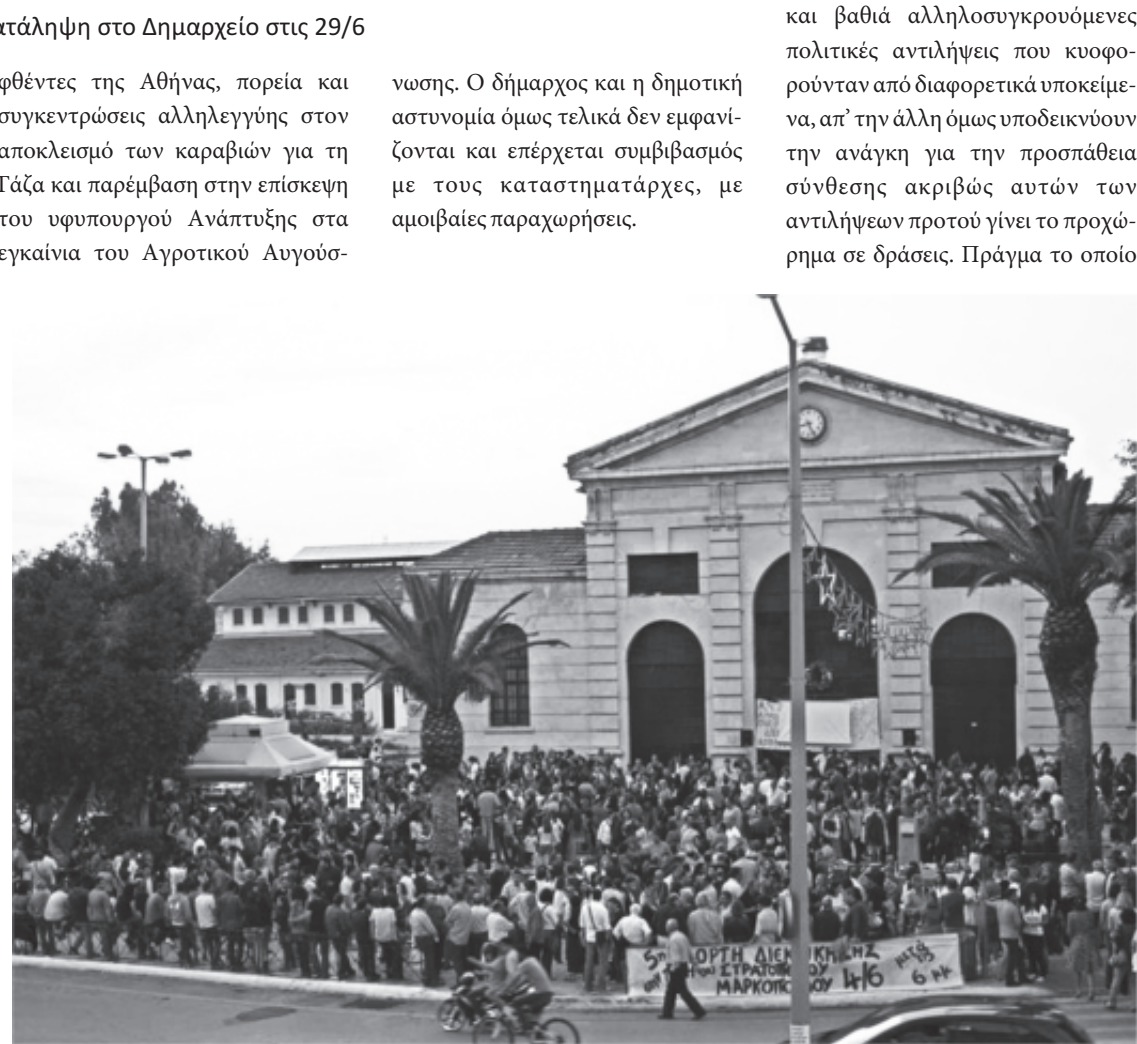 ατάληψη στο Δημαρχείο στις 29/6
φθέντες της Αθήνας, πορεία και
συγκεντρώσεις αλληλεγγύης στον
αποκλεισμό των καραβιών για τη
Γάζα και παρέμβαση στην επίσκεψη
του υφυπουργού Ανάπτυξης στα
εγκαίνια του Αγροτικού Αυγούσ-
νωσης. Ο δήμαρχος και η δημοτική
αστυνομία όμως τελικά δεν εμφανί-
ζονται και επέρχεται συμβιβασμός
με τους καταστηματάρχες, με
αμοιβαίες παραχωρήσεις.
και βαθιά αλληλοσυγκρουόμενες
πολιτικές αντιλήψεις που κυοφο-
ρούνταν από διαφορετικά υποκείμε-
να, απ’ την άλλη όμως υποδεικνύουν
την ανάγκη για την προσπάθεια
σύνθεσης ακριβώς αυτών των
αντιλήψεων προτού γίνει το προχώ-
ρημα σε δράσεις. Πράγμα το οποίο
5η
ΣΤΡΑΤΟΠΕΔΟΥ
ΜΑΡΚΟΠΟΥΛΟΥ 4/6 μετά τις 6 μμ